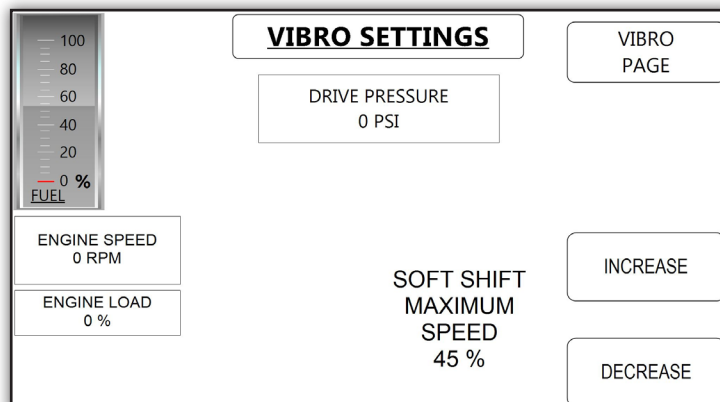 100
80
60
40
20
0 %
FUEL
VIBRO SETTINGS
DRIVE PRESSURE
0 PSI
VIBRO
PAGE
ENGINE SPEED
0 RPM
ENGINE LOAD
0 %
SOFT SHIFT
MAXIMUM
SPEED
45 %
INCREASE
DECREASE